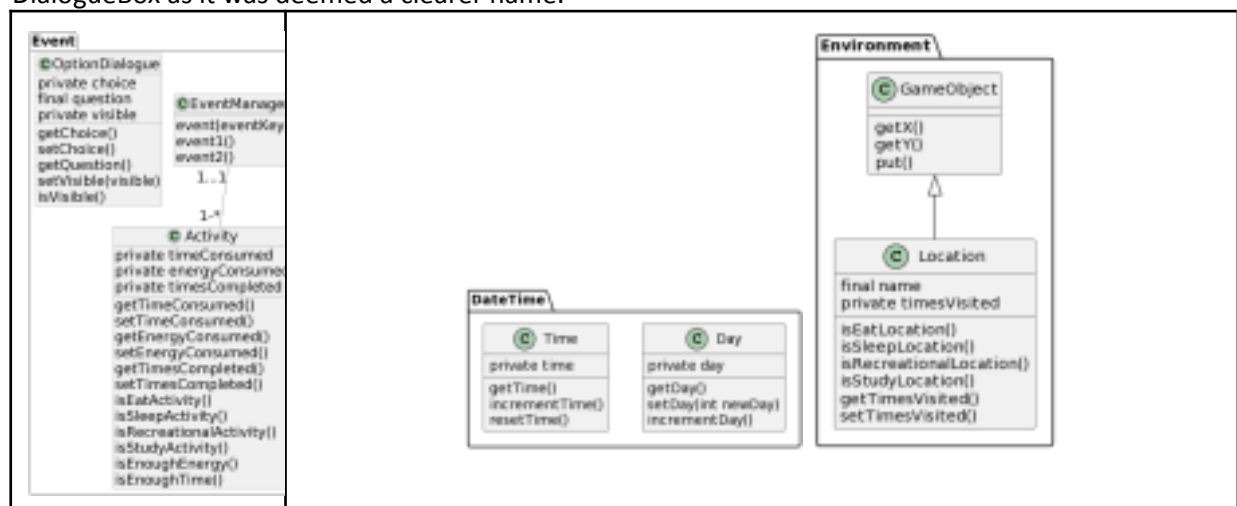 DialogueBox as it was deemed a clearer name.
Event
C OptionDialogue
private choice
final question
private visible
getChoice()
setChoice()
getQuestion()
setVisible(visible)
isVisible()
C EventManage
event(eventKey
event1()
event2()
1..1
1-*
C Activity
private timeConsumed
private energyConsumed
private timesCompleted
getTimeConsumed()
setTimeConsumed()
getEnergyConsumed()
setEnergyConsumed()
getTimesCompleted()
setTimesCompleted()
isEatActivity()
isSleepActivity()
isRecreationalActivity()
isStudyActivity()
isEnoughEnergy()
isEnoughTime()
DateTime
C Time
private time
getTime()
incrementTime()
resetTime()
C Day
private day
getDay()
setDay(int newDay)
incrementDay()
Environment
C GameObject
getX()
getY()
put()
C Location
final name
private timesVisited
isEatLocation()
isSleepLocation()
isRecreationalLocation()
isStudyLocation()
getTimesVisited()
setTimesVisited()